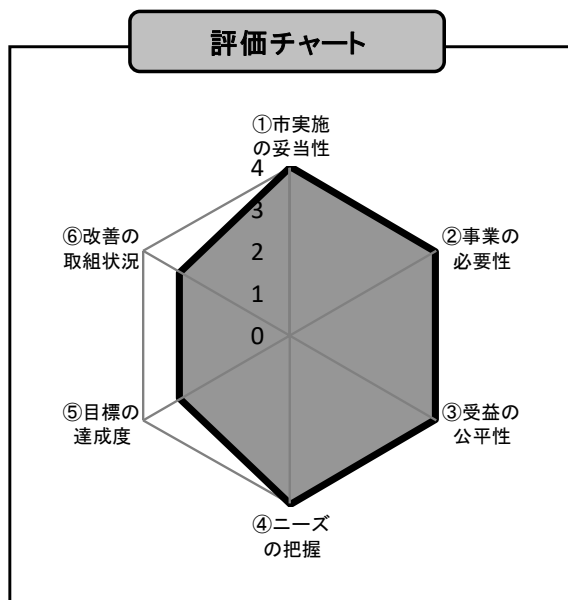 評価チャート
①市実施
の妥当性
4
3
2
1
0
②事業の
必要性
③受益の
公平性
④ニーズ
の把握
⑤目標の
達成度
⑥改善の
取組状況